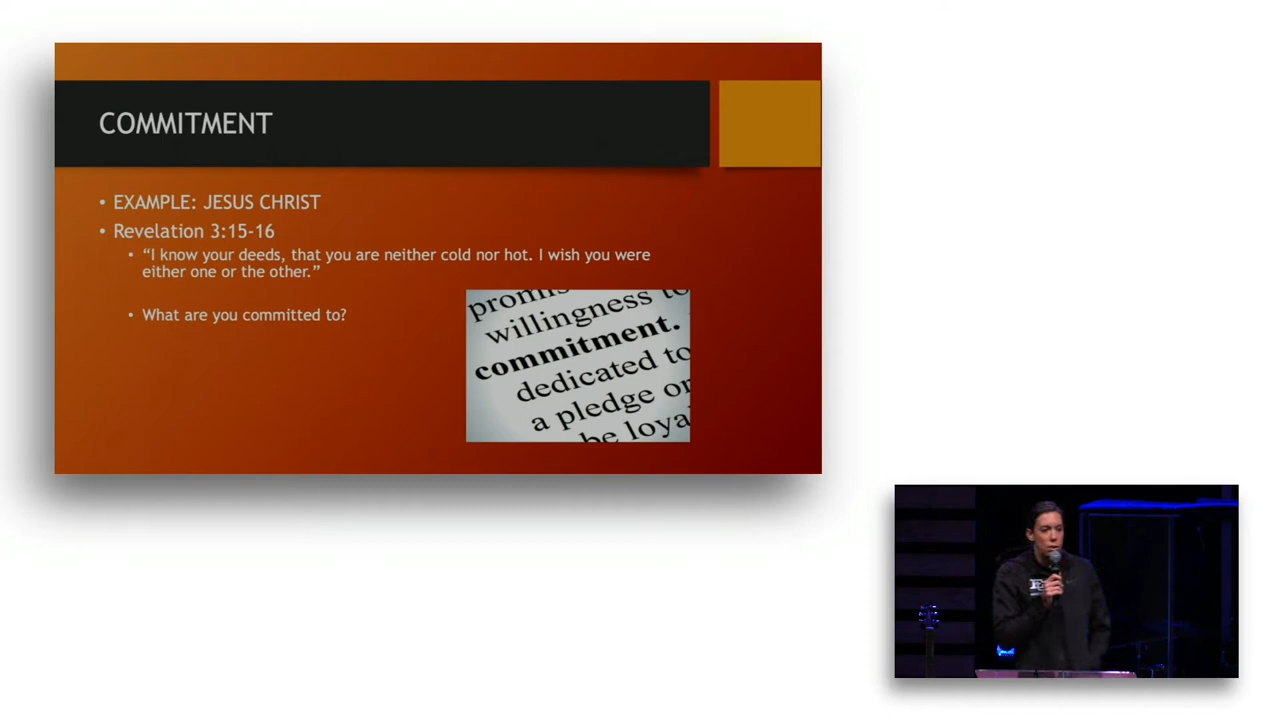 COMMITMENT
• EXAMPLE: JESUS CHRIST
• Revelation 3:15-16
• “I know your deeds, that you are neither cold nor hot. I wish you were
either one or the other.”
• What are you committed to?
willingness to
commitment.
dedicated to
a pledge or